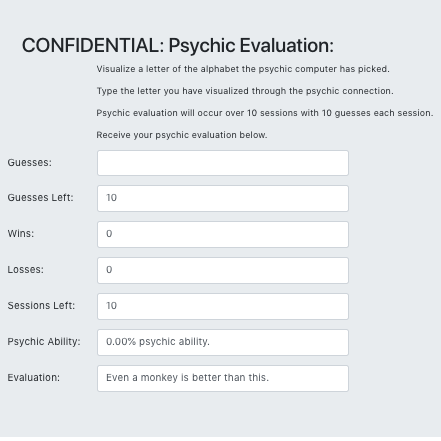 CONFIDENTIAL: Psychic Evaluation:
Visualize a letter of the alphabet the psychic computer has picked.
Type the letter you have visualized through the psychic connection.
Psychic evaluation will occur over 10 sessions with 10 guesses each session.
Receive your psychic evaluation below.
Guesses:
Guesses Left: 10
Wins: 0
Losses: 0
Sessions Left: 10
Psychic Ability: 0.00% psychic ability.
Evaluation: Even a monkey is better than this.